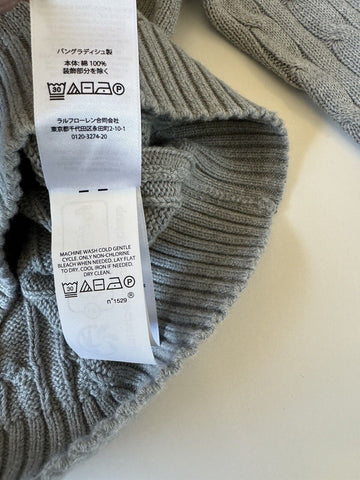 バングラディシュ製
本体: 綿 100%
装飾部分を除く
30 P
ラルフローレン合同会社
東京都千代田区永田町2-10-1
0120-3274-20
MACHINE WASH COLD GENTLE
CYCLE. ONLY NON-CHLORINE
BLEACH WHEN NEEDED. LAY FLAT
TO DRY. COOL IRON IF NEEDED.
DRY CLEAN.
30 P
n°1529 ®